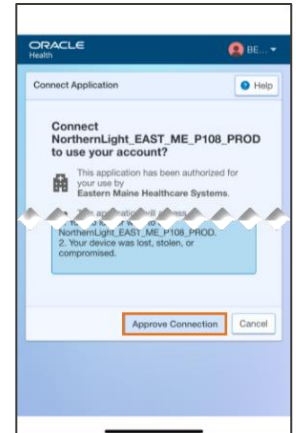 ORACLE
Health
BE...
Connect Application
Help
Connect
NorthernLight_EAST_ME_P108_PROD
to use your account?
This application has been authorized for
your use by
Eastern Maine Healthcare Systems.
NorthernLight_EAST_ME_P108_PROD.
2. Your device was lost, stolen, or
compromised.
Approve Connection
Cancel